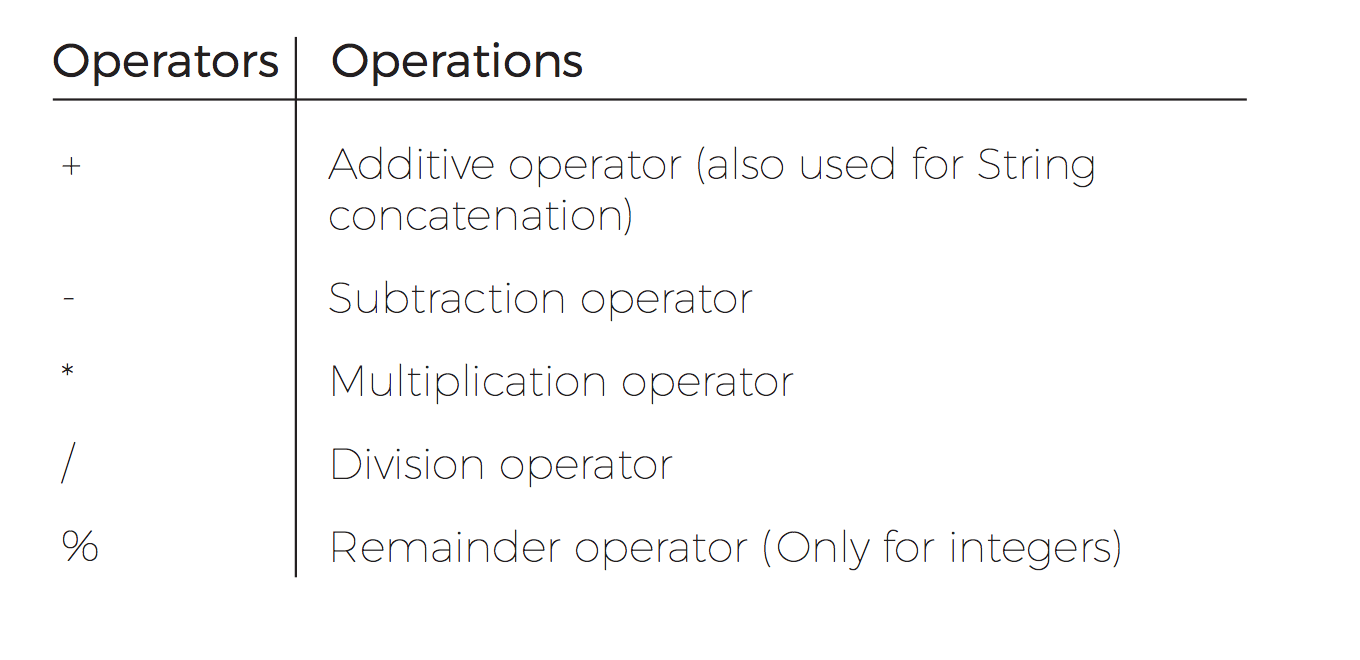 Operators Operations
+ Additive operator (also used for String
concatenation)
- Subtraction operator
* Multiplication operator
/ Division operator
% Remainder operator (Only for integers)